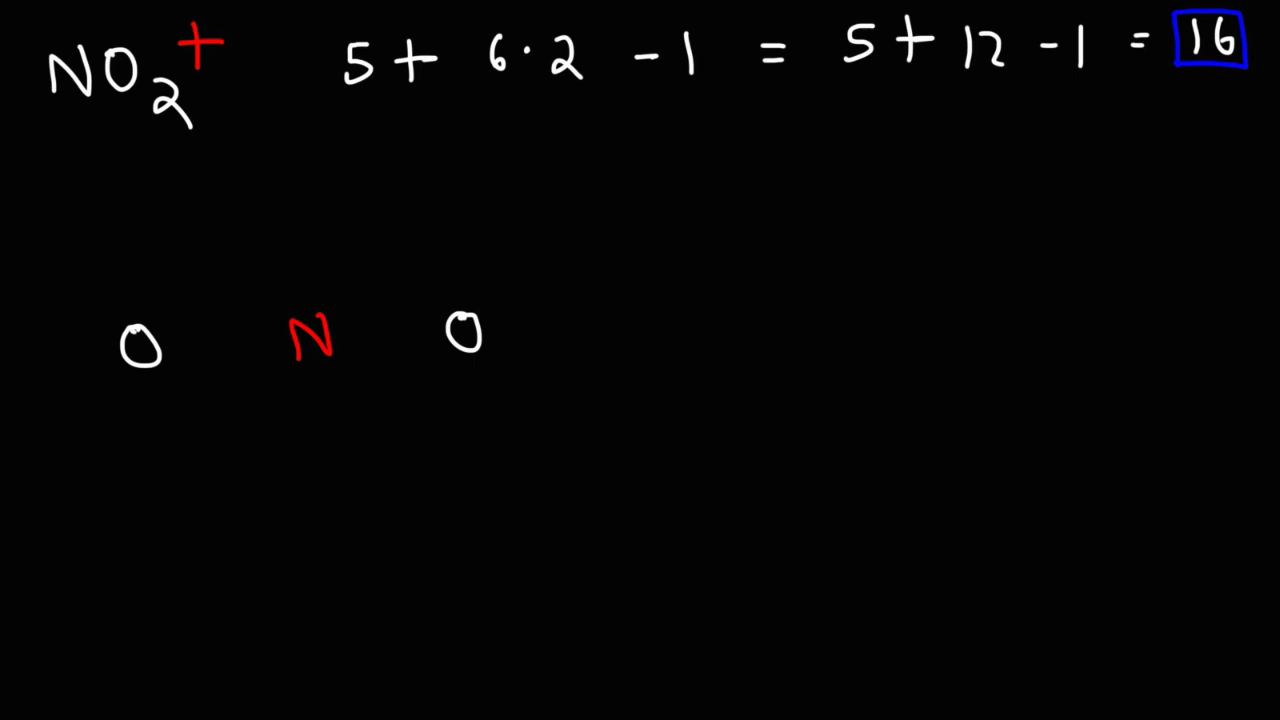 NO₂⁺ 5 + 6·2 - 1 = 5 + 12 - 1 = 16
O N O